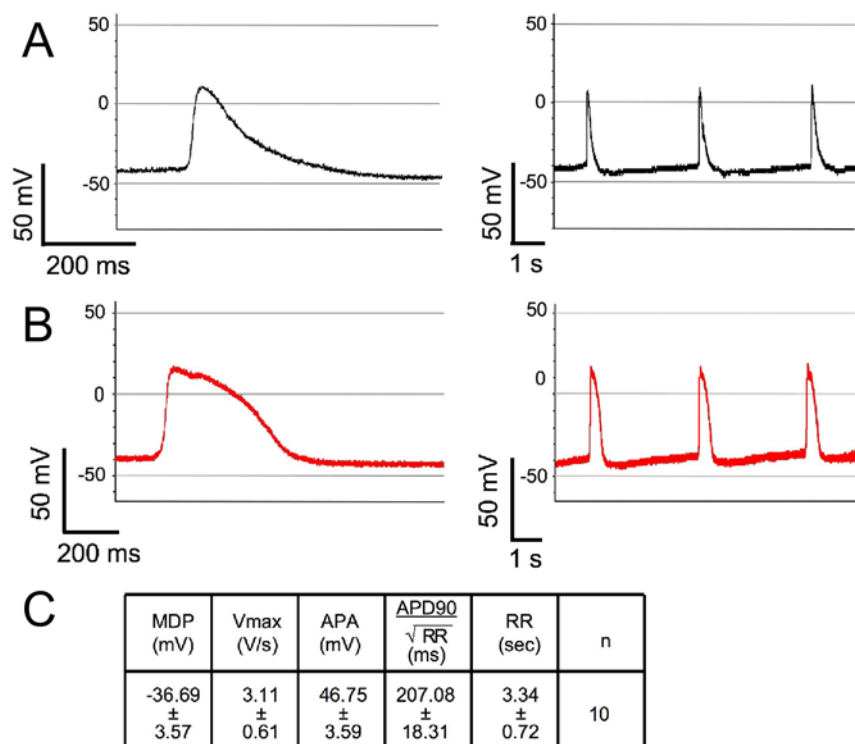 A
50
0
-50
50 mV
200 ms
50
0
-50
50 mV
1 s
B
50
0
-50
50 mV
200 ms
50
0
-50
50 mV
1 s
C
MDP
(mV)
Vmax
(V/s)
APA
(mV)
APD90
√RR
(ms)
RR
(sec)
n
-36.69
±
3.57
3.11
±
0.61
46.75
±
3.59
207.08
±
18.31
3.34
±
0.72
10